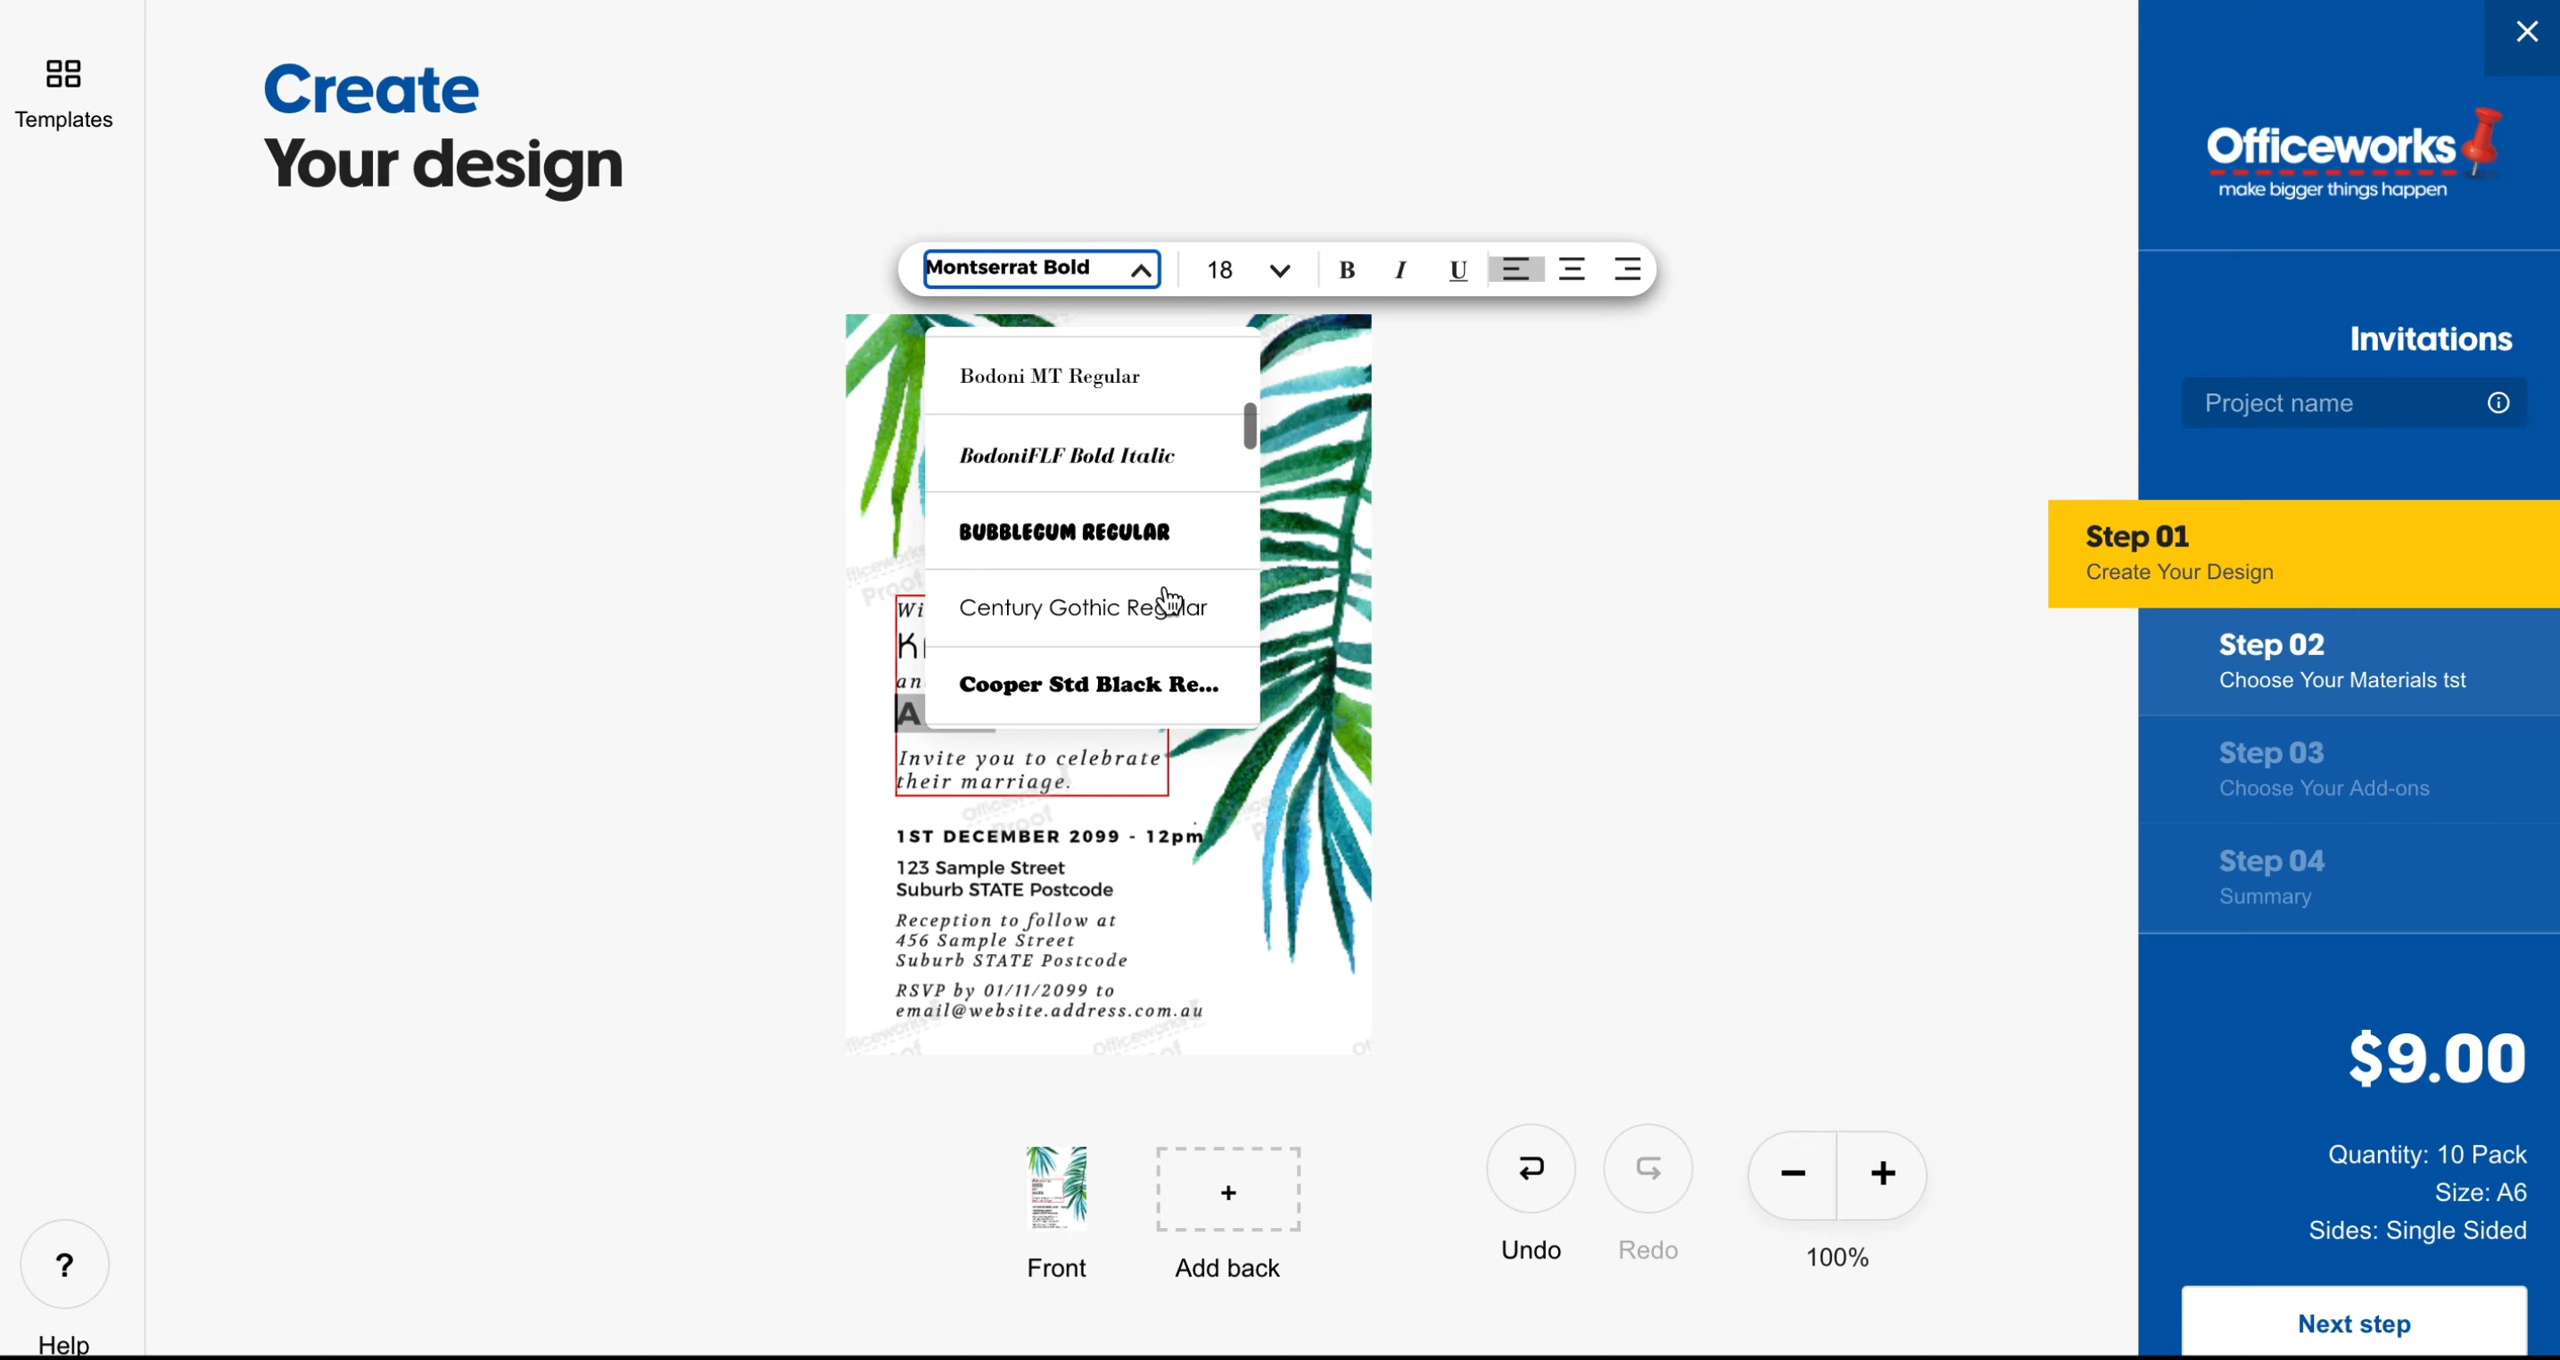 Templates
Create
Your design
Montserrat Bold
18
B
I
U
Bodoni MT Regular
BodoniFLF Bold Italic
BUBBLEGUM REGULAR
Century Gothic Regular
Cooper Std Black Re...
Invite you to celebrate
their marriage.
1ST DECEMBER 2099 - 12pm
123 Sample Street
Suburb STATE Postcode
Reception to follow at
456 Sample Street
Suburb STATE Postcode
RSVP by 01/11/2099 to
email@website.address.com.au
Officeworks
Proof
Front
+
Add back
Undo
Redo
100%
?
Help
Officeworks
make bigger things happen
Invitations
Project name
Step 01
Create Your Design
Step 02
Choose Your Materials tst
Step 03
Choose Your Add-ons
Step 04
Summary
$9.00
Quantity: 10 Pack
Size: A6
Sides: Single Sided
Next step